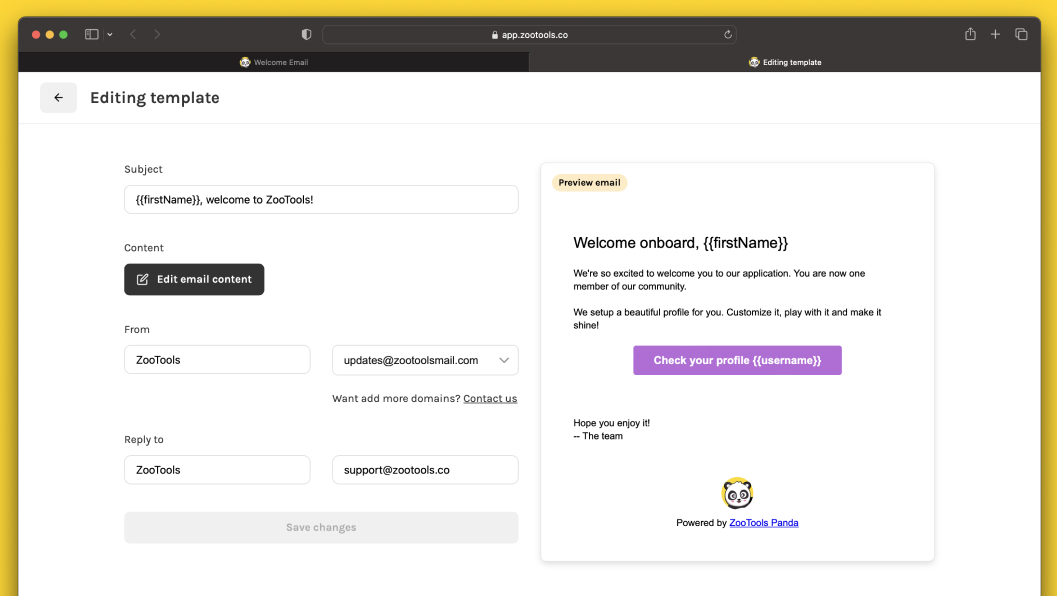 app.zootools.co
Welcome Email
Editing template
Editing template
Subject
{{firstName}}, welcome to ZooTools!
Content
Edit email content
From
ZooTools
updates@zootoolsmail.com
Want add more domains? Contact us
Reply to
ZooTools
support@zootools.co
Save changes
Preview email
Welcome onboard, {{firstName}}
We're so excited to welcome you to our application. You are now one
member of our community.
We setup a beautiful profile for you. Customize it, play with it and make it
shine!
Check your profile {{username}}
Hope you enjoy it!
-- The team
Powered by ZooTools Panda